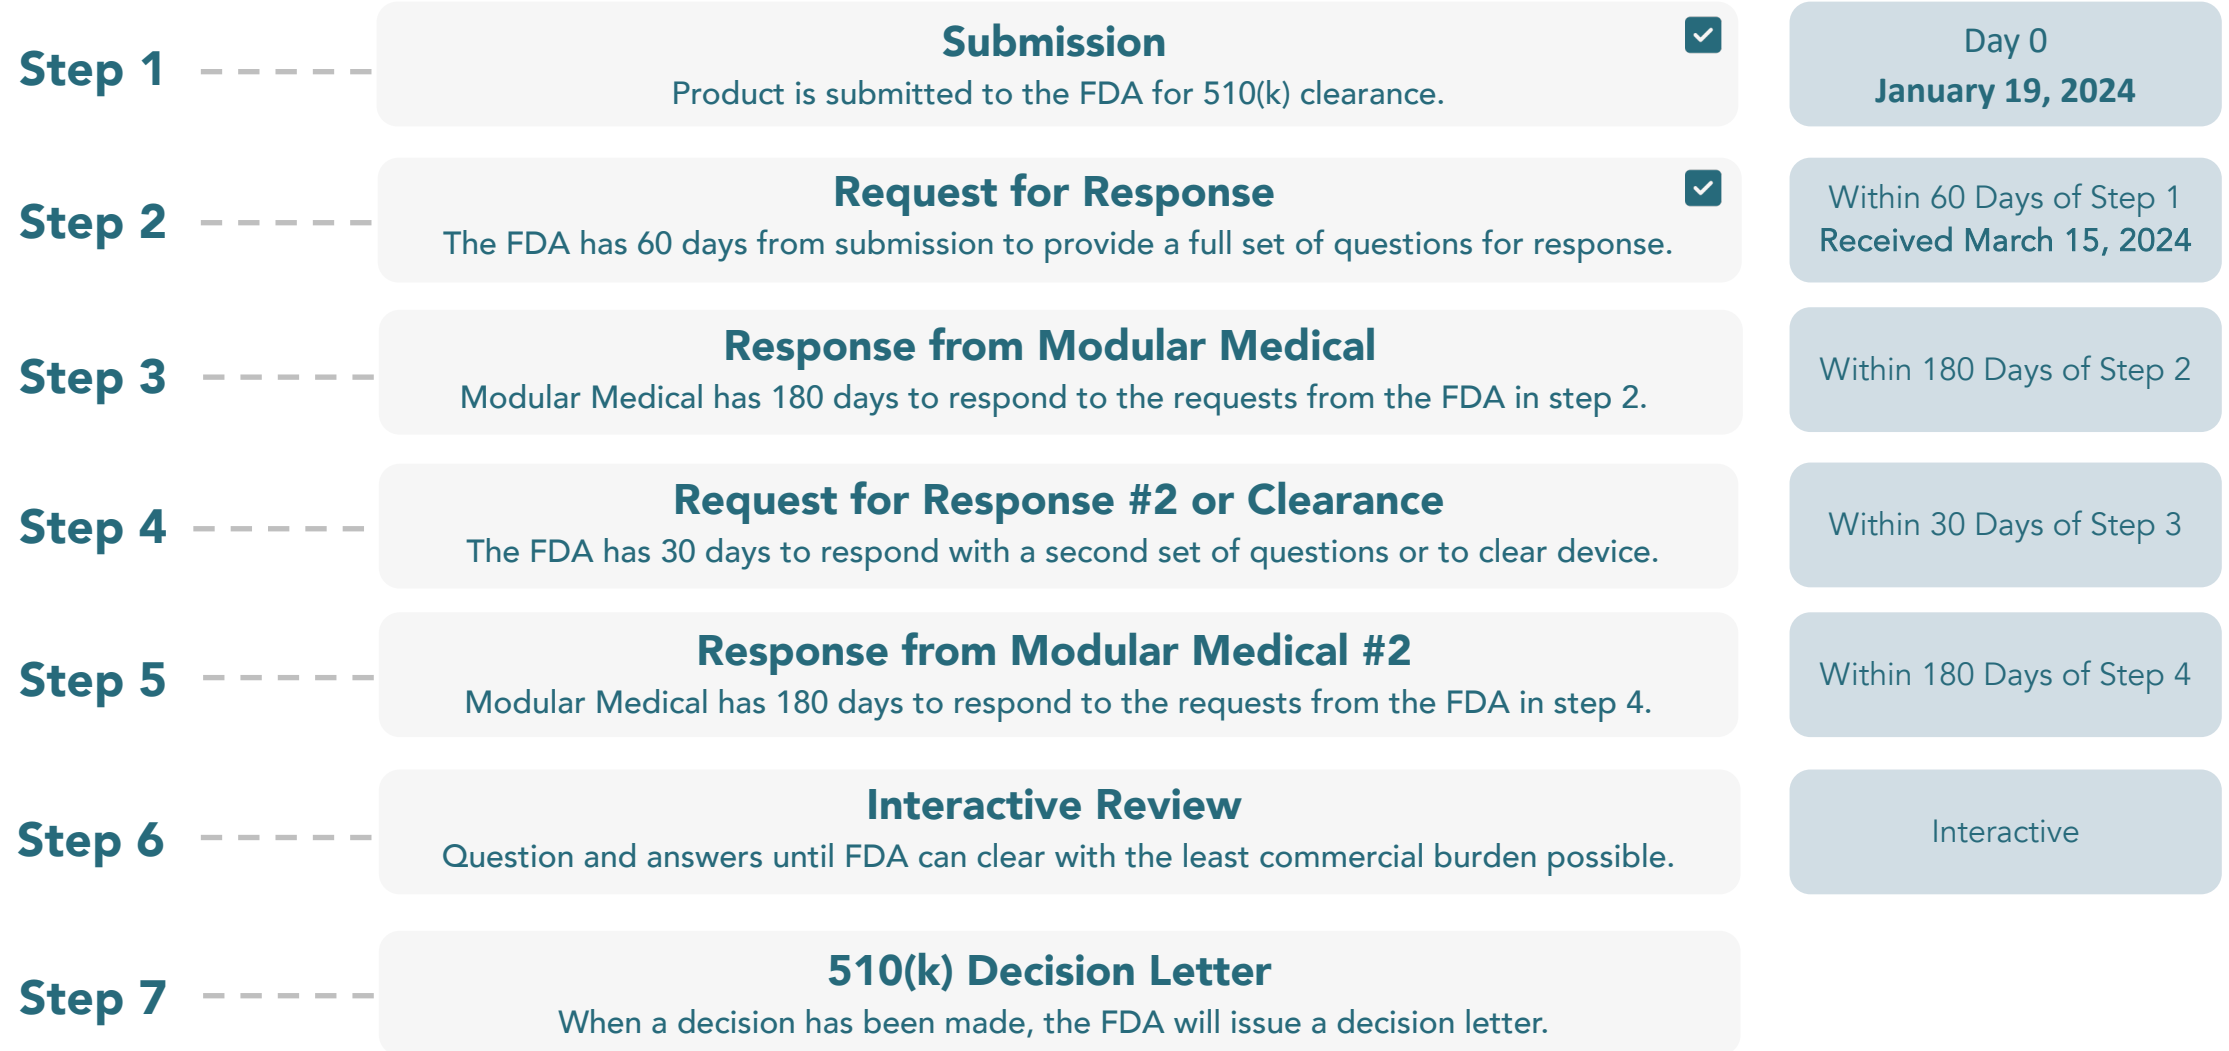 Step 1
Submission
Product is submitted to the FDA for 510(k) clearance.
Day 0
January 19, 2024
Step 2
Request for Response
The FDA has 60 days from submission to provide a full set of questions for response.
Within 60 Days of Step 1
Received March 15, 2024
Step 3
Response from Modular Medical
Modular Medical has 180 days to respond to the requests from the FDA in step 2.
Within 180 Days of Step 2
Step 4
Request for Response #2 or Clearance
The FDA has 30 days to respond with a second set of questions or to clear device.
Within 30 Days of Step 3
Step 5
Response from Modular Medical #2
Modular Medical has 180 days to respond to the requests from the FDA in step 4.
Within 180 Days of Step 4
Step 6
Interactive Review
Question and answers until FDA can clear with the least commercial burden possible.
Interactive
Step 7
510(k) Decision Letter
When a decision has been made, the FDA will issue a decision letter.